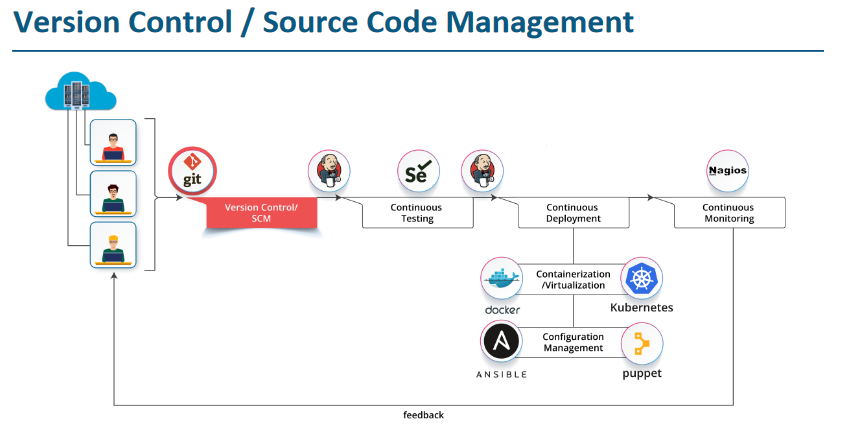 Version Control / Source Code Management
git
Version Control/
SCM
Se
Continuous
Testing
Continuous
Deployment
Nagios
Continuous
Monitoring
docker
Containerization
/Virtualization
Kubernetes
A
ANSIBLE
Configuration
Management
puppet
feedback